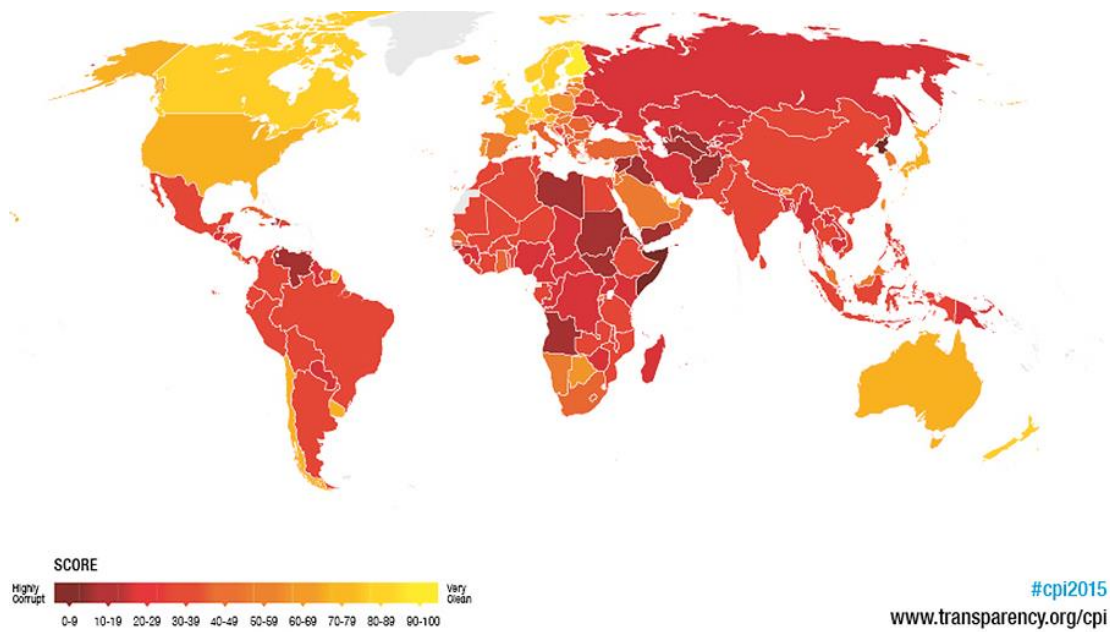 SCORE
Highly
Corrupt
Very
Clean
0-9 10-19 20-29 30-39 40-49 50-59 60-69 70-79 80-89 90-100
#cpi2015
www.transparency.org/cpi